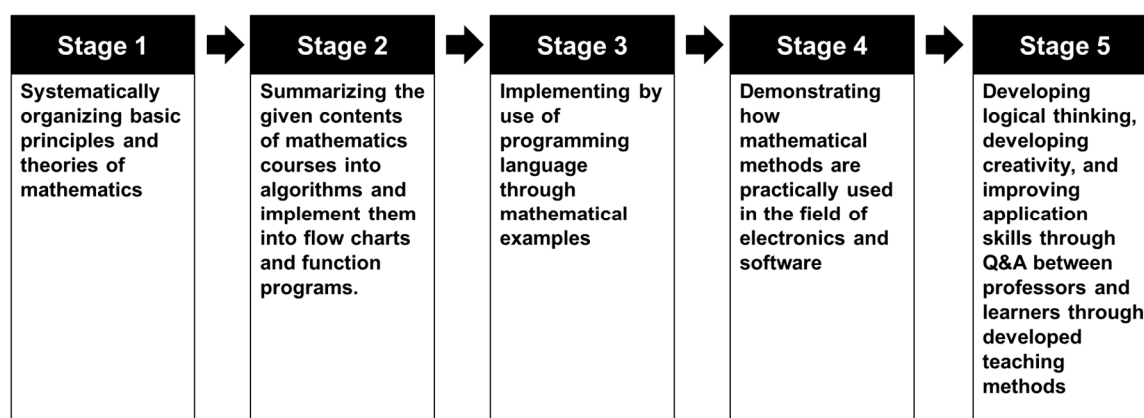 Stage 1
Systematically
organizing basic
principles and
theories of
mathematics
Stage 2
Summarizing the
given contents
of mathematics
courses into
algorithms and
implement them
into flow charts
and function
programs.
Stage 3
Implementing by
use of
programming
language
through
mathematical
examples
Stage 4
Demonstrating
how
mathematical
methods are
practically used
in the field of
electronics and
software
Stage 5
Developing
logical thinking,
developing
creativity, and
improving
application
skills through
Q&A between
professors and
learners through
developed
teaching
methods